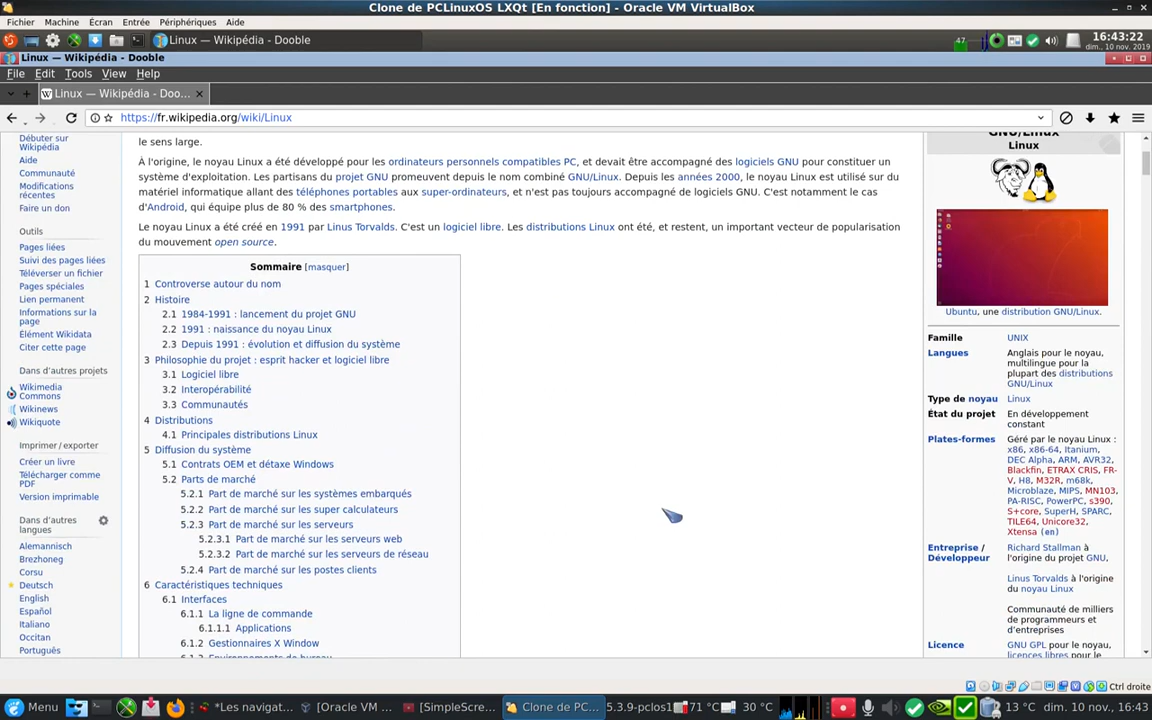 Clone de PCLinuxOS LXQt [En fonction] - Oracle VM VirtualBox
Fichier Machine Écran Entrée Périphériques Aide
Linux — Wikipédia - Dooble
47
16:43:22
dim., 10 nov. 2019
Linux — Wikipédia - Dooble
File Edit Tools View Help
Linux — Wikipédia - Doo...
https://fr.wikipedia.org/wiki/Linux
Débuter sur
Wikipédia
Aide
Communauté
Modifications
récentes
Faire un don
Outils
Pages liées
Suivi des pages liées
Téléverser un fichier
Pages spéciales
Lien permanent
Informations sur la
page
Élément Wikidata
Citer cette page
Dans d'autres projets
Wikimedia
Commons
Wikinews
Wikiquote
Imprimer / exporter
Créer un livre
Télécharger comme
PDF
Version imprimable
Dans d'autres
langues
Alemannisch
Brezhoneg
Corsu
Deutsch
English
Español
Italiano
Occitan
Português
le sens large.
À l'origine, le noyau Linux a été développé pour les ordinateurs personnels compatibles PC, et devait être accompagné des logiciels GNU pour constituer un
système d'exploitation. Les partisans du projet GNU promeuvent depuis le nom combiné GNU/Linux. Depuis les années 2000, le noyau Linux est utilisé sur du
matériel informatique allant des téléphones portables aux super-ordinateurs, et n'est pas toujours accompagné de logiciels GNU. C'est notamment le cas
d'Android, qui équipe plus de 80 % des smartphones.
Le noyau Linux a été créé en 1991 par Linus Torvalds. C'est un logiciel libre. Les distributions Linux ont été, et restent, un important vecteur de popularisation
du mouvement open source.
Sommaire [masquer]
1 Controverse autour du nom
2 Histoire
2.1 1984-1991 : lancement du projet GNU
2.2 1991 : naissance du noyau Linux
2.3 Depuis 1991 : évolution et diffusion du système
3 Philosophie du projet : esprit hacker et logiciel libre
3.1 Logiciel libre
3.2 Interopérabilité
3.3 Communautés
4 Distributions
4.1 Principales distributions Linux
5 Diffusion du système
5.1 Contrats OEM et détaxe Windows
5.2 Parts de marché
5.2.1 Part de marché sur les systèmes embarqués
5.2.2 Part de marché sur les super calculateurs
5.2.3 Part de marché sur les serveurs
5.2.3.1 Part de marché sur les serveurs web
5.2.3.2 Part de marché sur les serveurs de réseau
5.2.4 Part de marché sur les postes clients
6 Caractéristiques techniques
6.1 Interfaces
6.1.1 La ligne de commande
6.1.1.1 Applications
6.1.2 Gestionnaires X Window
6.1.3 Environnements de bureau
GNU/Linux
Linux
Ubuntu, une distribution GNU/Linux.
Famille UNIX
Langues Anglais pour le noyau,
multilingue pour la
plupart des distributions
GNU/Linux
Type de noyau Linux
État du projet En développement
constant
Plates-formes Géré par le noyau Linux :
x86, x86-64, Itanium,
DEC Alpha, ARM, AVR32,
Blackfin, ETRAX CRIS, FR-
V, H8, M32R, m68k,
Microblaze, MIPS, MN103,
PA-RISC, PowerPC, s390,
S+core, SuperH, SPARC,
TILE64, Unicore32,
Xtensa (en)
Entreprise / Richard Stallman à
Développeur l'origine du projet GNU,
Linus Torvalds à l'origine
du noyau Linux
Communauté de milliers
de programmeurs et
d'entreprises
Licence GNU GPL pour le noyau,
licences libres pour le
Ctrl droite
Menu
*Les navigat...
[Oracle VM ...
[SimpleScre...
Clone de PC...
5.3.9-pclos1
71 °C
30 °C
13 °C
dim. 10 nov., 16:43